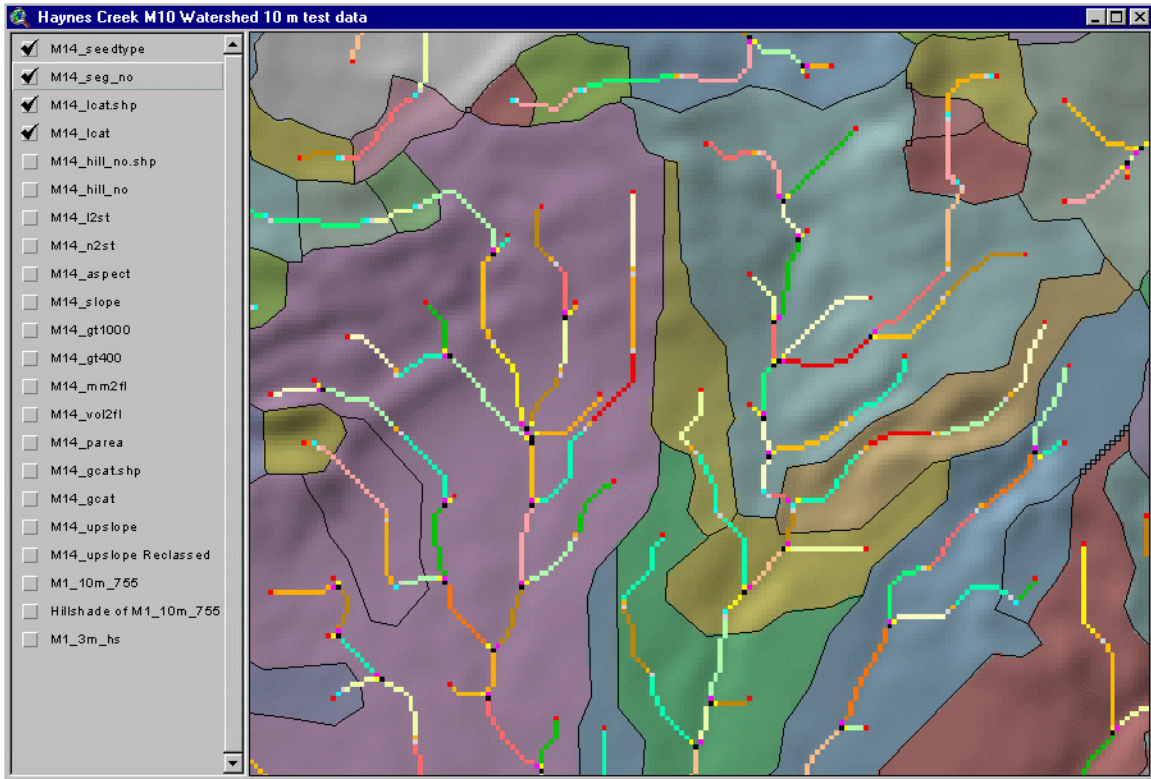 Haynes Creek M10 Watershed 10 m test data
M14_seedtype
M14_seg_no
M14_lcat.shp
M14_lcat
M14_hill_no.shp
M14_hill_no
M14_l2st
M14_n2st
M14_aspect
M14_slope
M14_gt1000
M14_gt400
M14_mm2fl
M14_vol2fl
M14_parea
M14_gcat.shp
M14_gcat
M14_upslope
M14_upslope Reclassed
M1_10m_755
Hillshade of M1_10m_755
M1_3m_hs